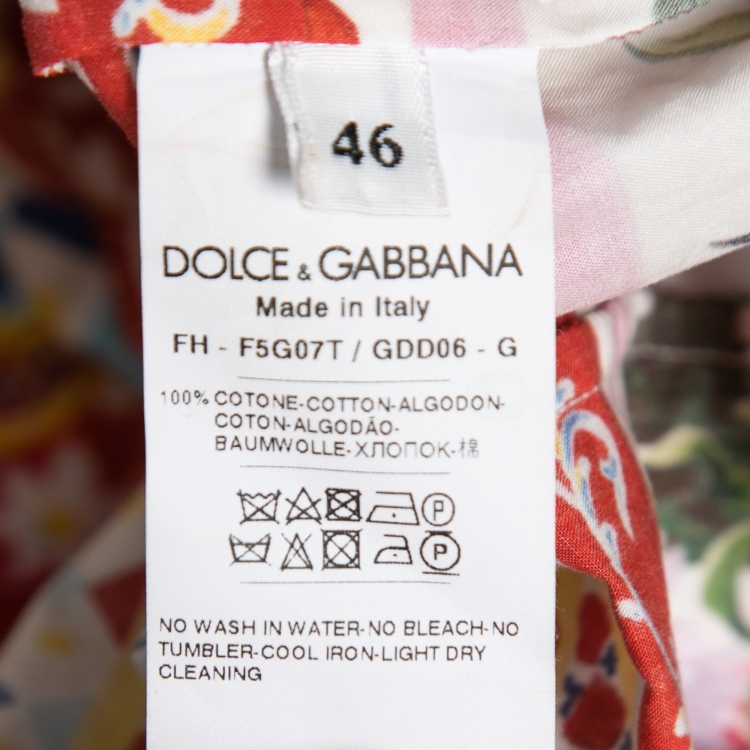 46
DOLCE & GABBANA
Made in Italy
FH - F5G07T / GDD06 - G
100% COTONE-COTTON-ALGODON-
COTON-ALGODÃO-
BAUMWOLLE-ХЛОПОК-棉
P
P
NO WASH IN WATER-NO BLEACH-NO
TUMBLER-COOL IRON-LIGHT DRY
CLEANING